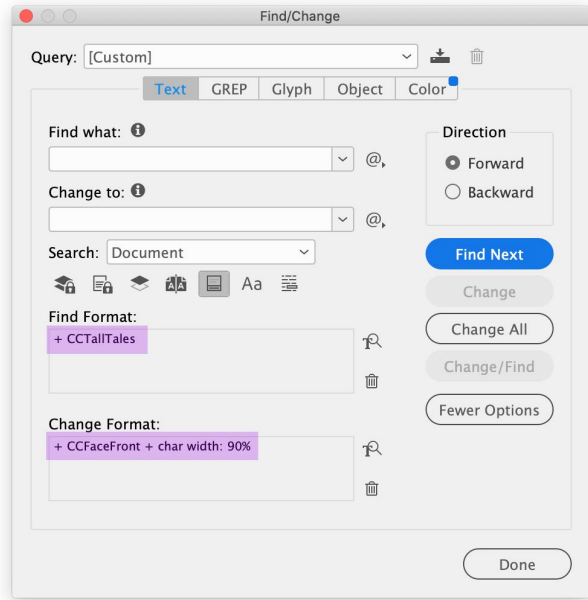 Find/Change
Query: [Custom]
Text GREP Glyph Object Color
Find what:
Change to:
Search: Document
Aa
Find Format:
+ CCTallTales
Change Format:
+ CCFaceFront + char width: 90%
Direction
Forward
Backward
Find Next
Change
Change All
Change/Find
Fewer Options
Done